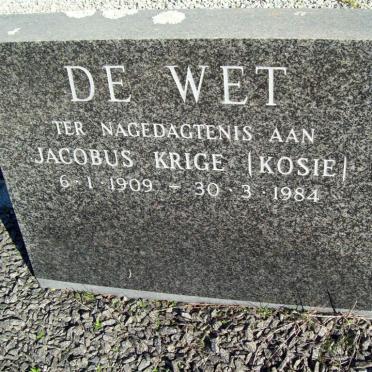 DE WET
TER NAGEDAGTENIS AAN
JACOBUS KRIGE (KOSIE)
6·1·1909 – 30·3·1984